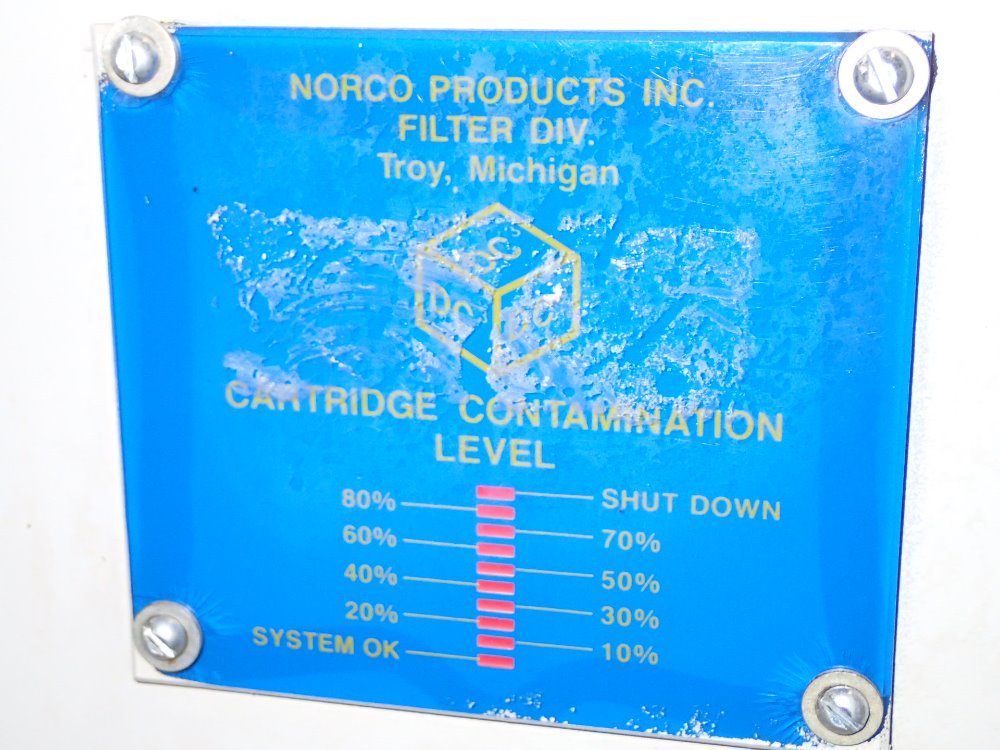 NORCO PRODUCTS INC.
FILTER DIV.
Troy, Michigan
DC
DC DC
CARTRIDGE CONTAMINATION
LEVEL
80% SHUT DOWN
60% 70%
40% 50%
20% 30%
SYSTEM OK 10%